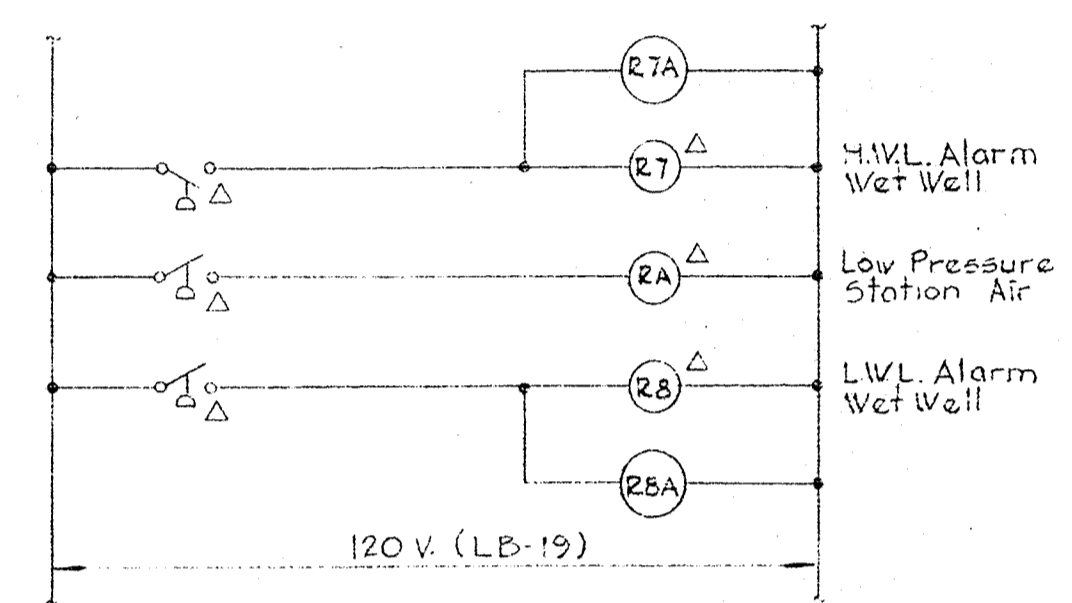 R7A
R7
H.W.L. Alarm
Wet Well
RA
Low Pressure
Station Air
R8
L.W.L. Alarm
Wet Well
R8A
120 V. (LB-19)